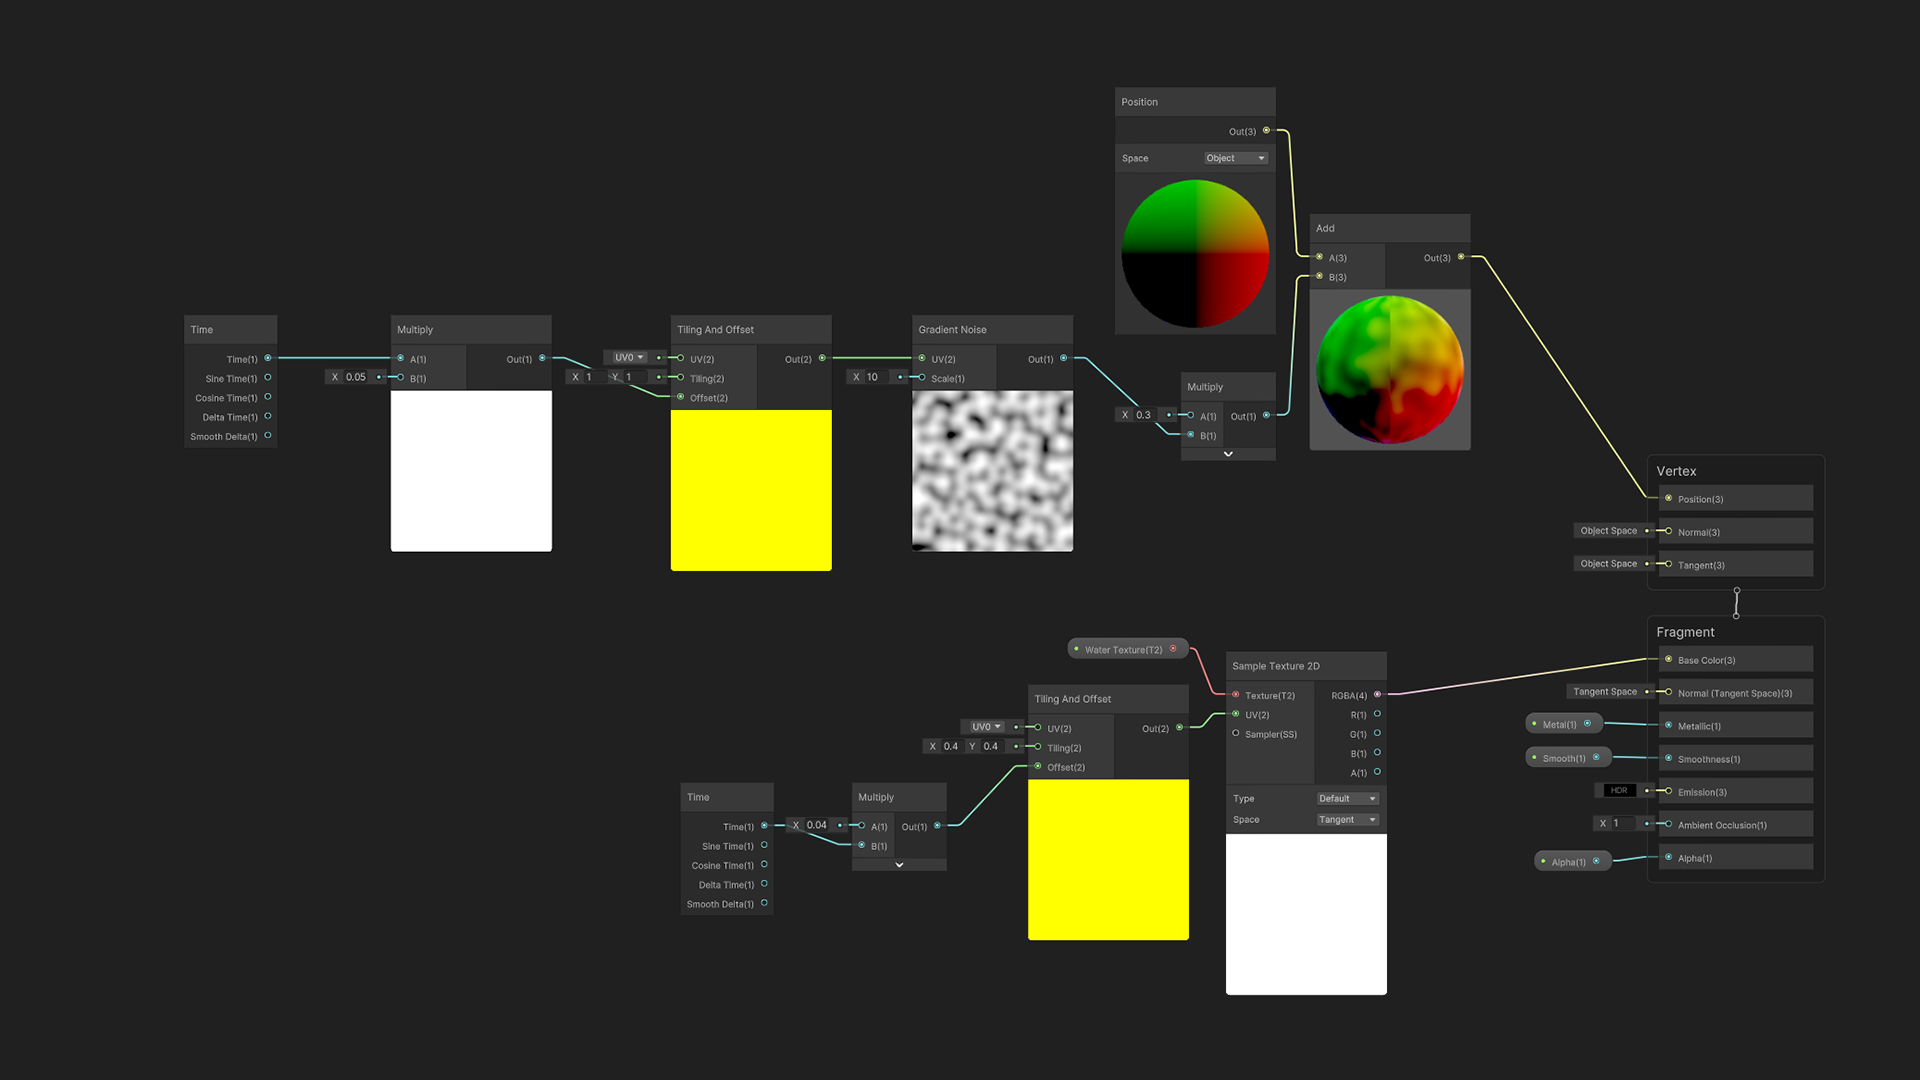 Position
Out(3)
Space Object
Add
A(3) Out(3)
B(3)
Time
Time(1)
Sine Time(1)
Cosine Time(1)
Delta Time(1)
Smooth Delta(1)
Multiply
A(1) Out(1)
X 0.05 B(1)
Tiling And Offset
UV0 UV(2) Out(2)
X 1 Y 1 Tiling(2)
Offset(2)
Gradient Noise
UV(2) Out(1)
X 10 Scale(1)
Multiply
X 0.3 A(1) Out(1)
B(1)
Vertex
Position(3)
Object Space Normal(3)
Object Space Tangent(3)
Fragment
Base Color(3)
Tangent Space Normal (Tangent Space)(3)
Metal(1) Metallic(1)
Smooth(1) Smoothness(1)
HDR Emission(3)
X 1 Ambient Occlusion(1)
Alpha(1) Alpha(1)
Water Texture(T2)
Sample Texture 2D
Texture(T2) RGBA(4)
UV(2) R(1)
Sampler(SS) G(1)
B(1)
A(1)
Type Default
Space Tangent
Tiling And Offset
UV0 UV(2) Out(2)
X 0.4 Y 0.4 Tiling(2)
Offset(2)
Time
Time(1)
Sine Time(1)
Cosine Time(1)
Delta Time(1)
Smooth Delta(1)
Multiply
X 0.04 A(1) Out(1)
B(1)